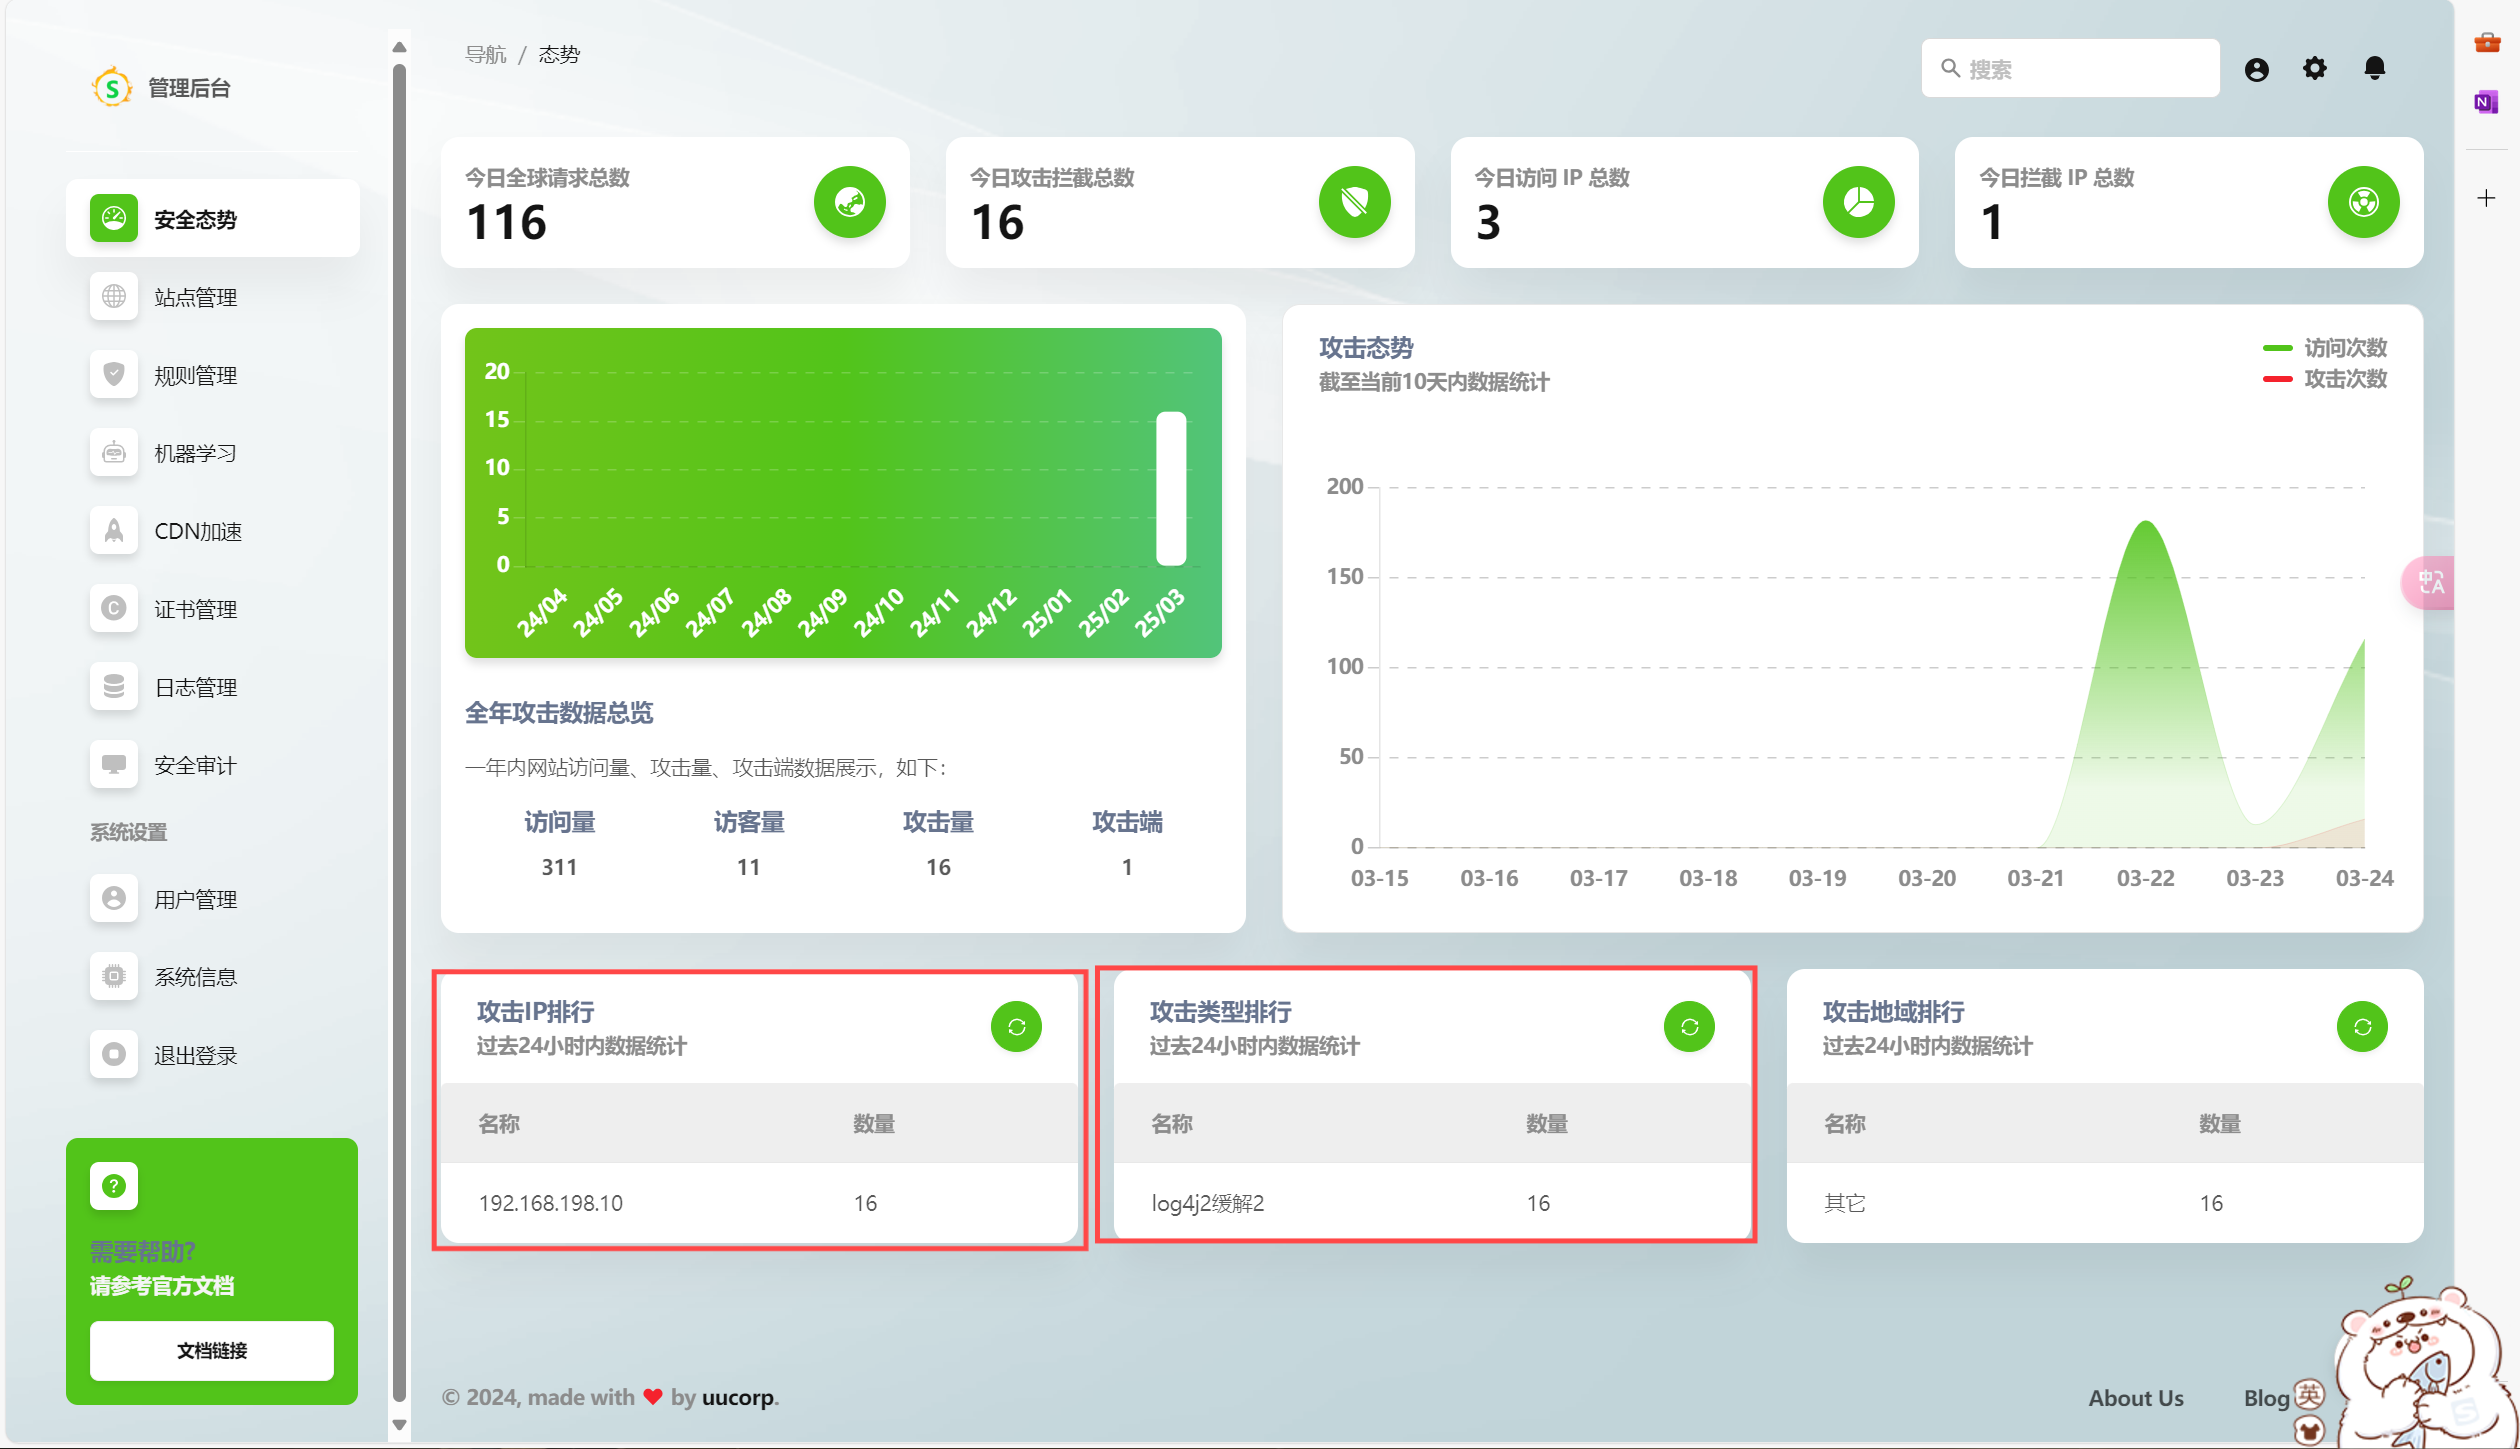 管理后台
安全态势
站点管理
规则管理
机器学习
CDN加速
证书管理
日志管理
安全审计
系统设置
用户管理
系统信息
退出登录
需要帮助?
请参考官方文档
文档链接
导航 / 态势
搜索
今日全球请求总数
116
今日攻击拦截总数
16
今日访问 IP 总数
3
今日拦截 IP 总数
1
20
15
10
5
0
24/04 24/05 24/06 24/07 24/08 24/09 24/10 24/11 24/12 25/01 25/02 25/03
全年攻击数据总览
一年内网站访问量、攻击量、攻击端数据展示，如下：
访问量 访客量 攻击量 攻击端
311 11 16 1
攻击态势
截至当前10天内数据统计
访问次数
攻击次数
200
150
100
50
0
03-15 03-16 03-17 03-18 03-19 03-20 03-21 03-22 03-23 03-24
攻击IP排行
过去24小时内数据统计
名称 数量
192.168.198.10 16
攻击类型排行
过去24小时内数据统计
名称 数量
log4j2缓解2 16
攻击地域排行
过去24小时内数据统计
名称 数量
其它 16
© 2024, made with ❤ by uucorp.
About Us Blog
英